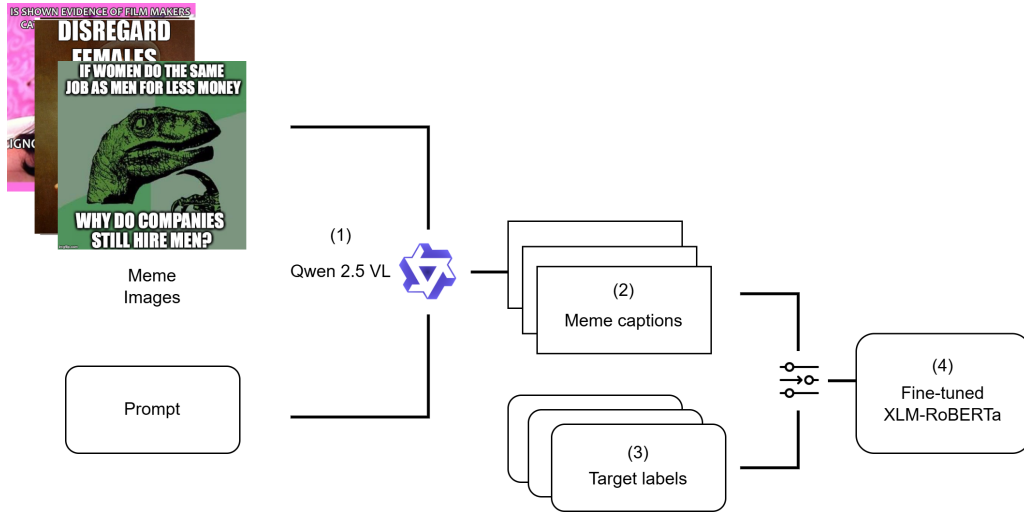 IS SHOWN EVIDENCE OF FILM MAKERS
CA
DISREGARD
FEMALES
IGNO
IF WOMEN DO THE SAME
JOB AS MEN FOR LESS MONEY
WHY DO COMPANIES
STILL HIRE MEN?
Meme
Images
Prompt
(1)
Qwen 2.5 VL
(2)
Meme captions
(3)
Target labels
(4)
Fine-tuned
XLM-RoBERTa